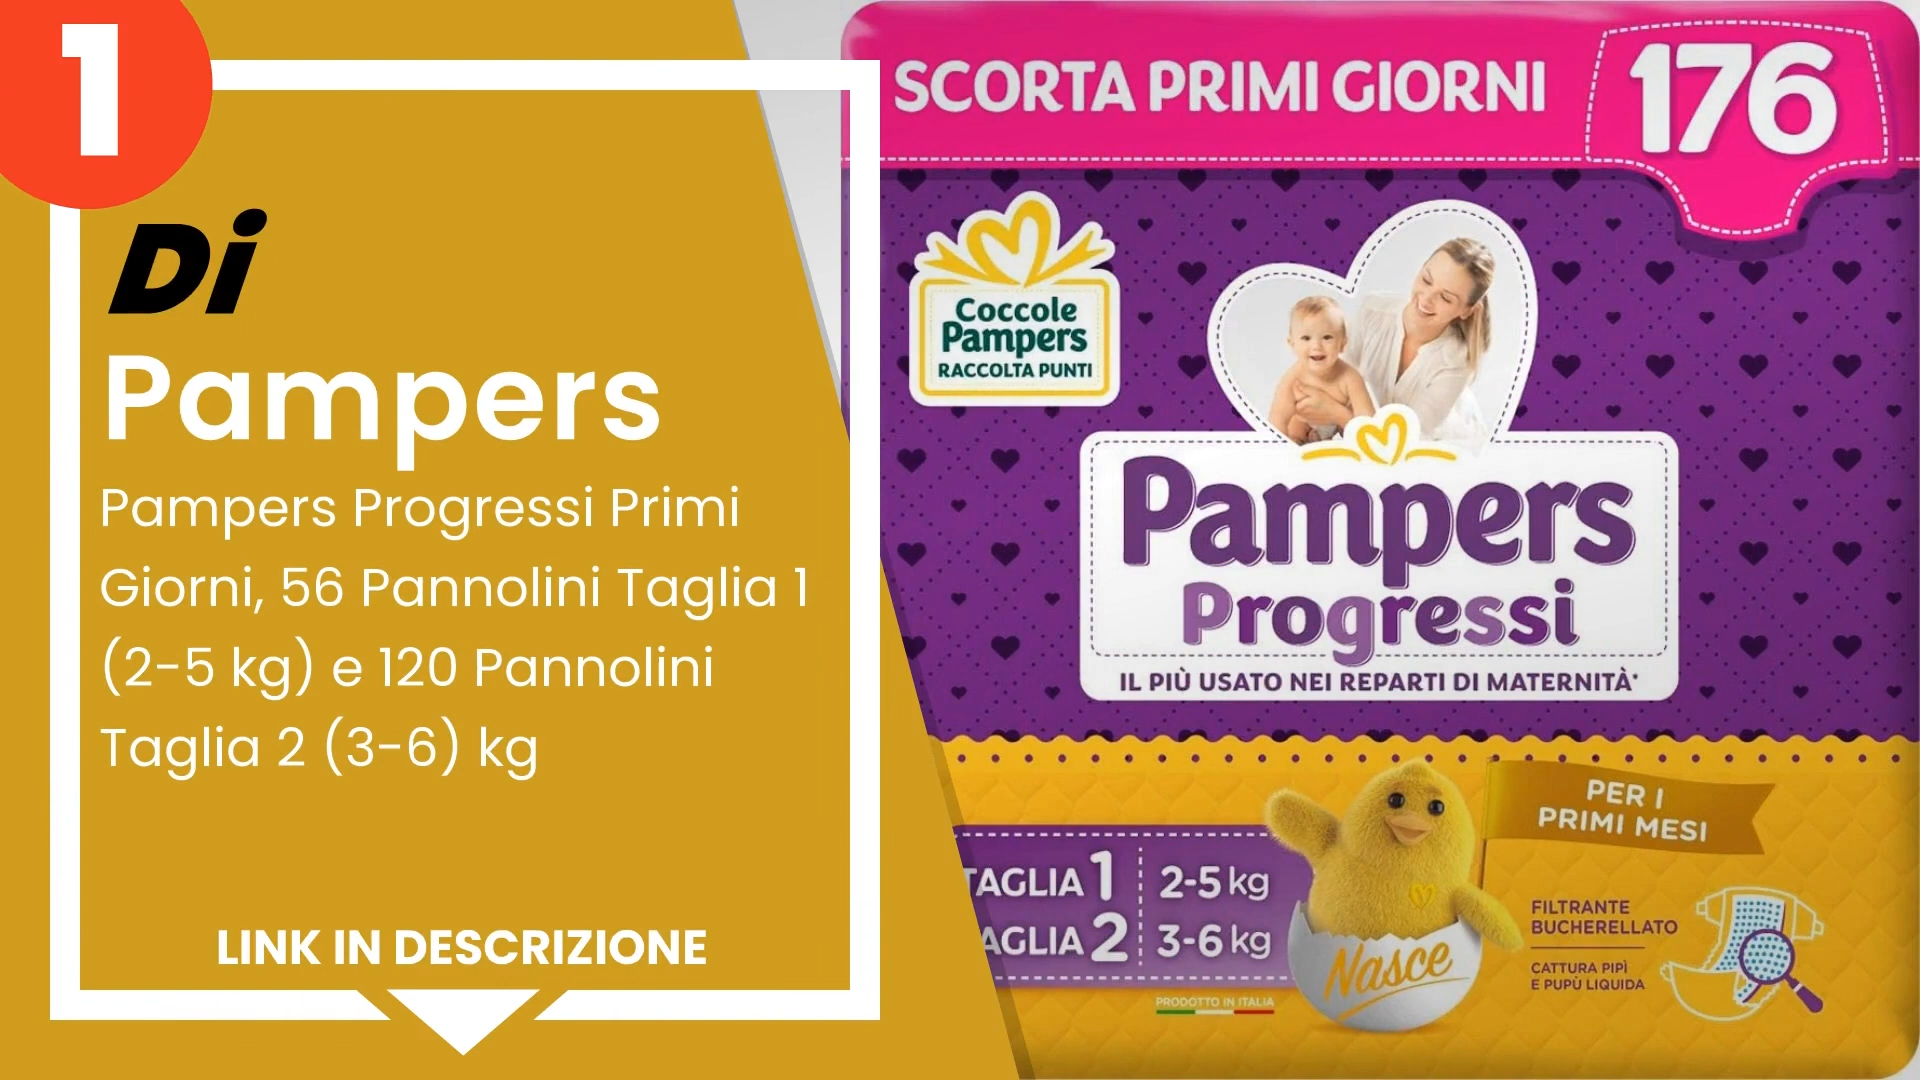 1
Di
Pampers
Pampers Progressi Primi
Giorni, 56 Pannolini Taglia 1
(2-5 kg) e 120 Pannolini
Taglia 2 (3-6) kg
LINK IN DESCRIZIONE
SCORTA PRIMI GIORNI
176
Coccole
Pampers
RACCOLTA PUNTI
Pampers
Progressi
IL PIÙ USATO NEI REPARTI DI MATERNITÀ*
PER I
PRIMI MESI
TAGLIA 1 2-5 kg
TAGLIA 2 3-6 kg
Nasce
FILTRANTE
BUCHERELLATO
CATTURA PIPÌ
E PUPÙ LIQUIDA
PRODOTTO IN ITALIA